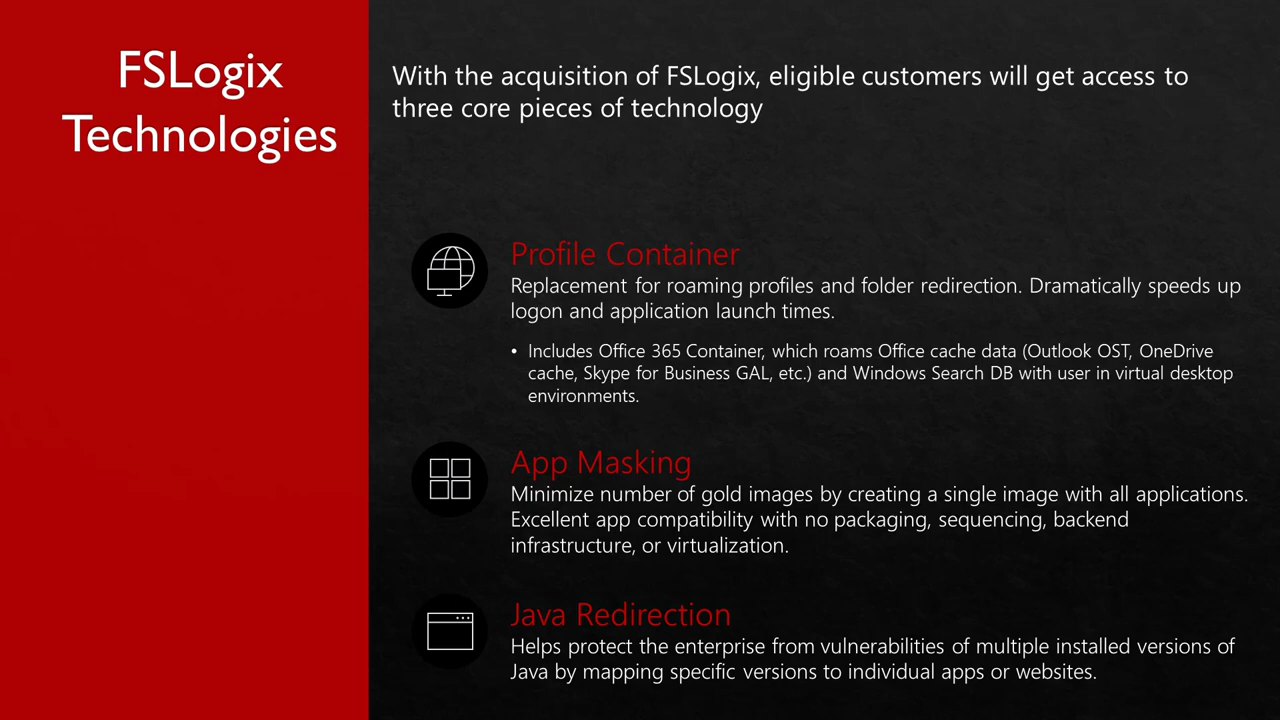 FSLogix
Technologies
With the acquisition of FSLogix, eligible customers will get access to
three core pieces of technology
Profile Container
Replacement for roaming profiles and folder redirection. Dramatically speeds up
logon and application launch times.
• Includes Office 365 Container, which roams Office cache data (Outlook OST, OneDrive
cache, Skype for Business GAL, etc.) and Windows Search DB with user in virtual desktop
environments.
App Masking
Minimize number of gold images by creating a single image with all applications.
Excellent app compatibility with no packaging, sequencing, backend
infrastructure, or virtualization.
Java Redirection
Helps protect the enterprise from vulnerabilities of multiple installed versions of
Java by mapping specific versions to individual apps or websites.